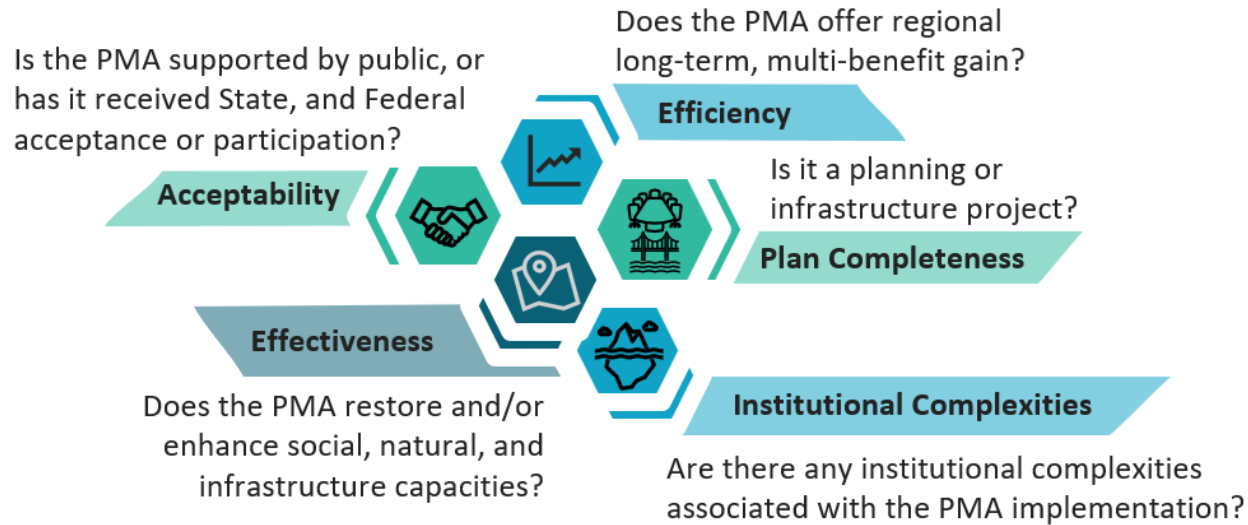 Does the PMA offer regional
long-term, multi-benefit gain?
Efficiency
Is the PMA supported by public, or
has it received State, and Federal
acceptance or participation?
Acceptability
Is it a planning or
infrastructure project?
Plan Completeness
Effectiveness
Does the PMA restore and/or
enhance social, natural, and
infrastructure capacities?
Institutional Complexities
Are there any institutional complexities
associated with the PMA implementation?